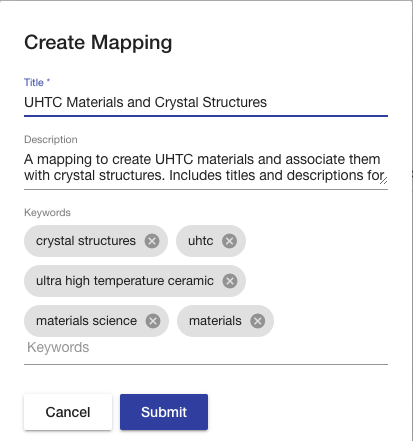 Create Mapping
Title *
UHTC Materials and Crystal Structures
Description
A mapping to create UHTC materials and associate them
with crystal structures. Includes titles and descriptions for
Keywords
crystal structures uhtc
ultra high temperature ceramic
materials science materials
Keywords
Cancel Submit